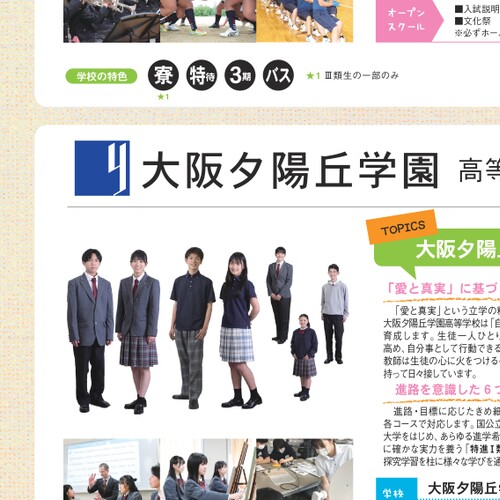 オープン
スクール
■入試説明
■文化祭
※必ずホー
学校の特色
寮 特待 3期 バス
★1 Ⅲ類生の一部のみ
★1
大阪夕陽丘学園 高等
TOPICS
大阪夕陽
「愛と真実」に基づ
「愛と真実」という立学の精
大阪夕陽丘学園高等学校は「自
育成します。生徒一人ひとり
高め、自分事として行動できる
教師は生徒の心に火をつける
持って日々接しています。
進路を意識した6つ
進路・目標に応じたきめ細
各コースで対応します。国公立
大学をはじめ、あらゆる進学希
に確かな実力を養う「特進Ⅰ類
探究学習を柱に様々な学びを通
学校
大阪夕陽丘